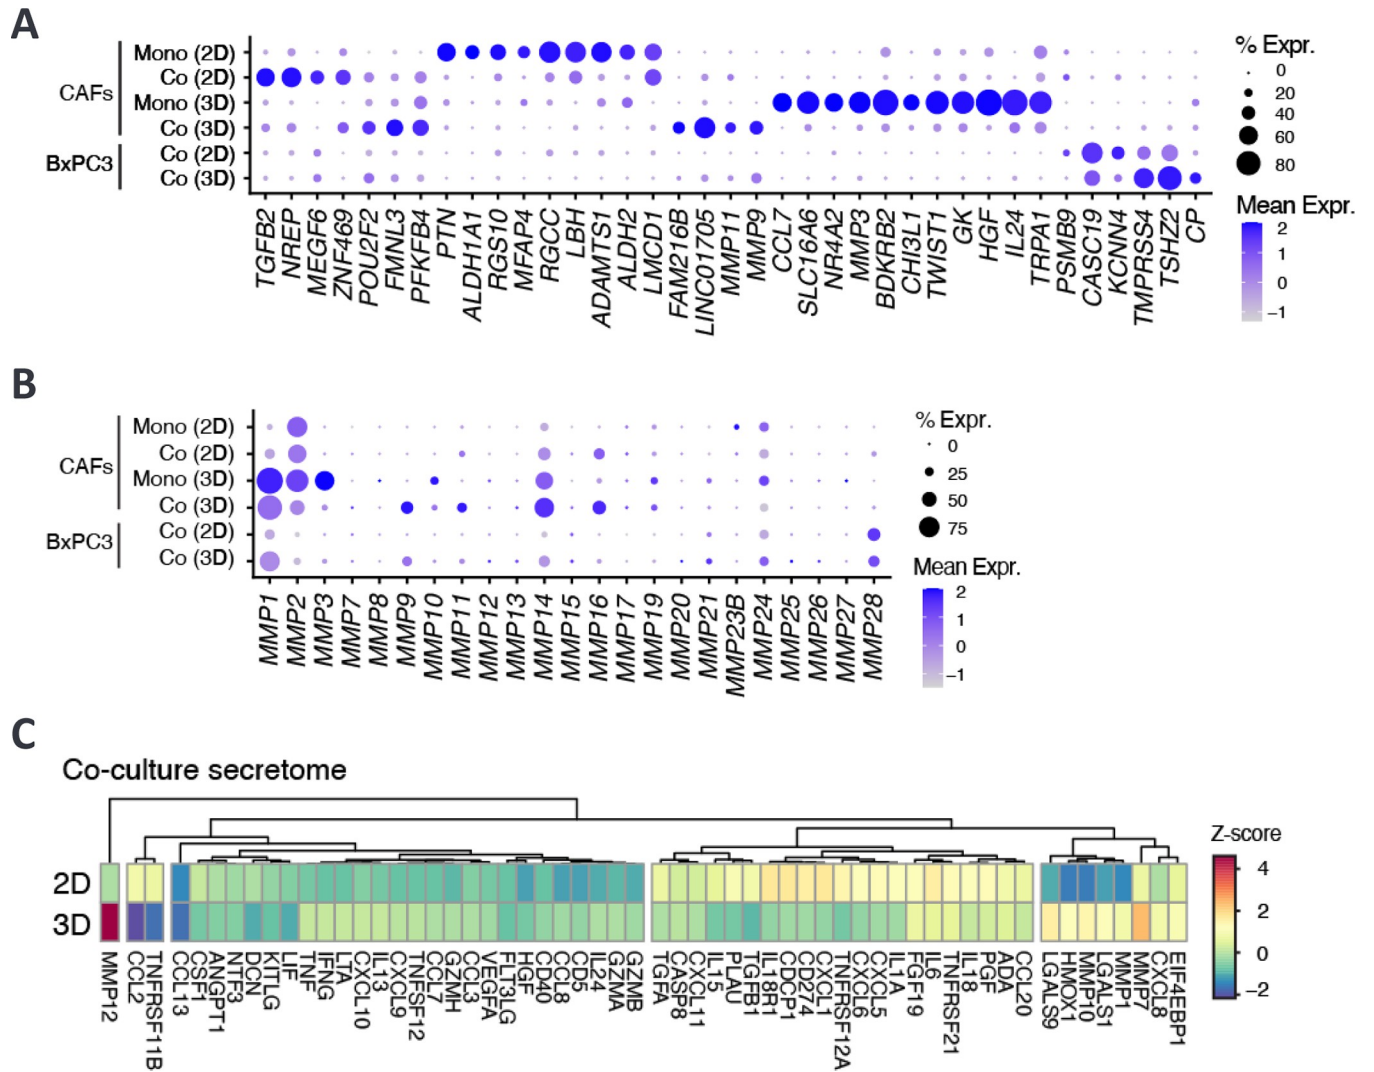 A
CAFs
BxPC3
Mono (2D)
Co (2D)
Mono (3D)
Co (3D)
Co (2D)
Co (3D)
TGFB2
NREP
MEGF6
ZNF469
POU2F2
FMNL3
PFKFB4
PTN
ALDH1A1
RGS10
MFAP4
RGCC
LBH
ADAMTS1
ALDH2
LMCD1
FAM216B
LINC01705
MMP11
MMP9
CCL7
SLC16A6
NR4A2
MMP3
BDKRB2
CHI3L1
TWIST1
GK
HGF
IL24
TRPA1
PSMB9
CASC19
KCNN4
TMPRSS4
TSHZ2
CP
% Expr.
0
20
40
60
80
Mean Expr.
2
1
0
−1
B
CAFs
BxPC3
Mono (2D)
Co (2D)
Mono (3D)
Co (3D)
Co (2D)
Co (3D)
MMP1
MMP2
MMP3
MMP7
MMP8
MMP9
MMP10
MMP11
MMP12
MMP13
MMP14
MMP15
MMP16
MMP17
MMP19
MMP20
MMP21
MMP23B
MMP24
MMP25
MMP26
MMP27
MMP28
% Expr.
0
25
50
75
Mean Expr.
2
1
0
−1
C
Co-culture secretome
2D
3D
MMP12
CCL2
TNFRSF11B
CCL13
CSF1
ANGPT1
NTF3
DCN
KITLG
LIF
TNF
IFNG
LTA
CXCL10
IL13
CXCL9
TNFSF12
CCL7
GZMH
CCL3
VEGFA
FLT3LG
HGF
CD40
CCL8
CD5
IL24
GZMA
GZMB
TGFA
CASP8
CXCL11
IL15
PLAU
TGFB1
IL18R1
CDCP1
CD274
CXCL1
TNFRSF12A
CXCL6
CXCL5
IL1A
FGF19
IL6
TNFRSF21
IL18
PGF
ADA
CCL20
LGALS9
HMOX1
MMP10
LGALS1
MMP1
MMP7
CXCL8
EIF4EBP1
Z-score
4
2
0
−2